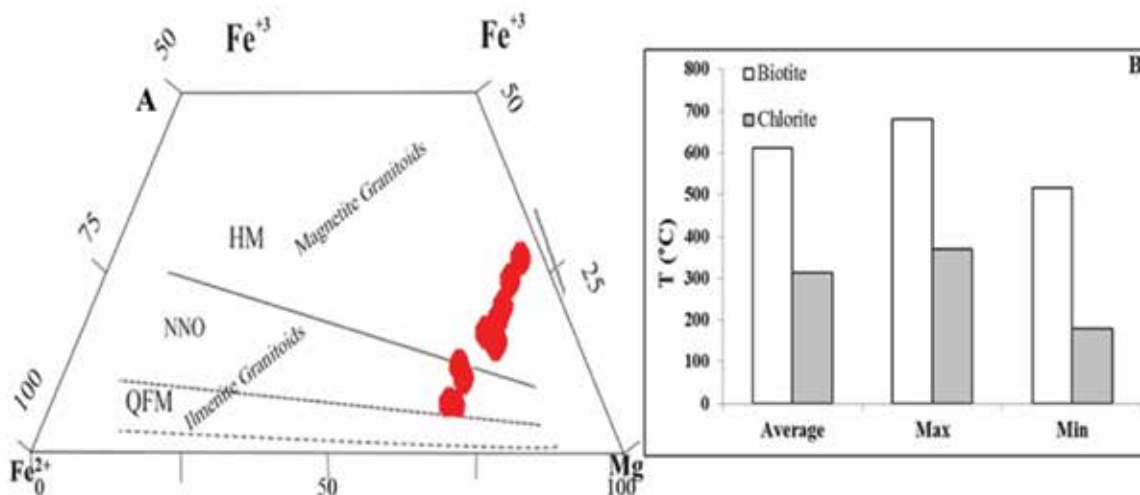 Fe+3
Fe+3
50
50
A
Magnetite Granitoids
HM
75
25
NNO
Ilmenite Granitoids
QFM
100
Fe2+
Mg
0
50
100
B
Biotite
Chlorite
800
700
600
500
400
300
200
100
0
T (°C)
Average
Max
Min